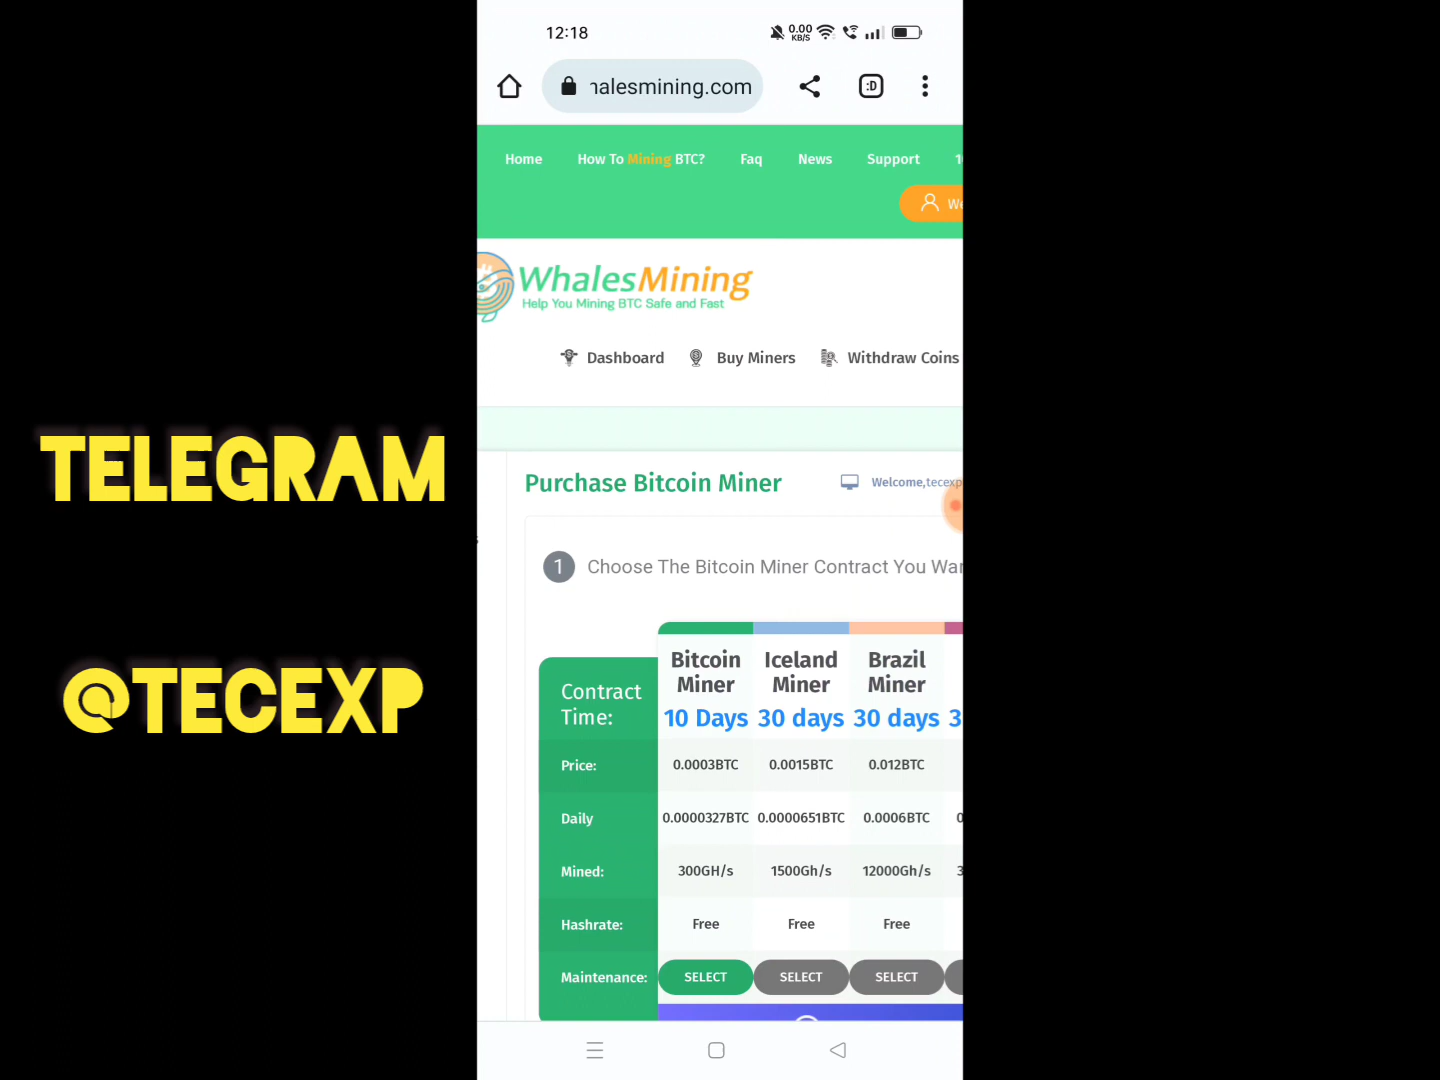 12:18
0.00
KB/S
nalesmining.com
:D
Home How To Mining BTC? Faq News Support
WhalesMining
Help You Mining BTC Safe and Fast
Dashboard Buy Miners Withdraw Coins
TELEGRAM
@TECEXP
Purchase Bitcoin Miner Welcome,tecexp
1 Choose The Bitcoin Miner Contract You
Contract Time: Bitcoin Miner 10 Days Iceland Miner 30 days Brazil Miner 30 days 3
Price: 0.0003BTC 0.0015BTC 0.012BTC
Daily 0.0000327BTC 0.0000651BTC 0.0006BTC 0
Mined: 300GH/s 1500Gh/s 12000Gh/s 3
Hashrate: Free Free Free
Maintenance: SELECT SELECT SELECT